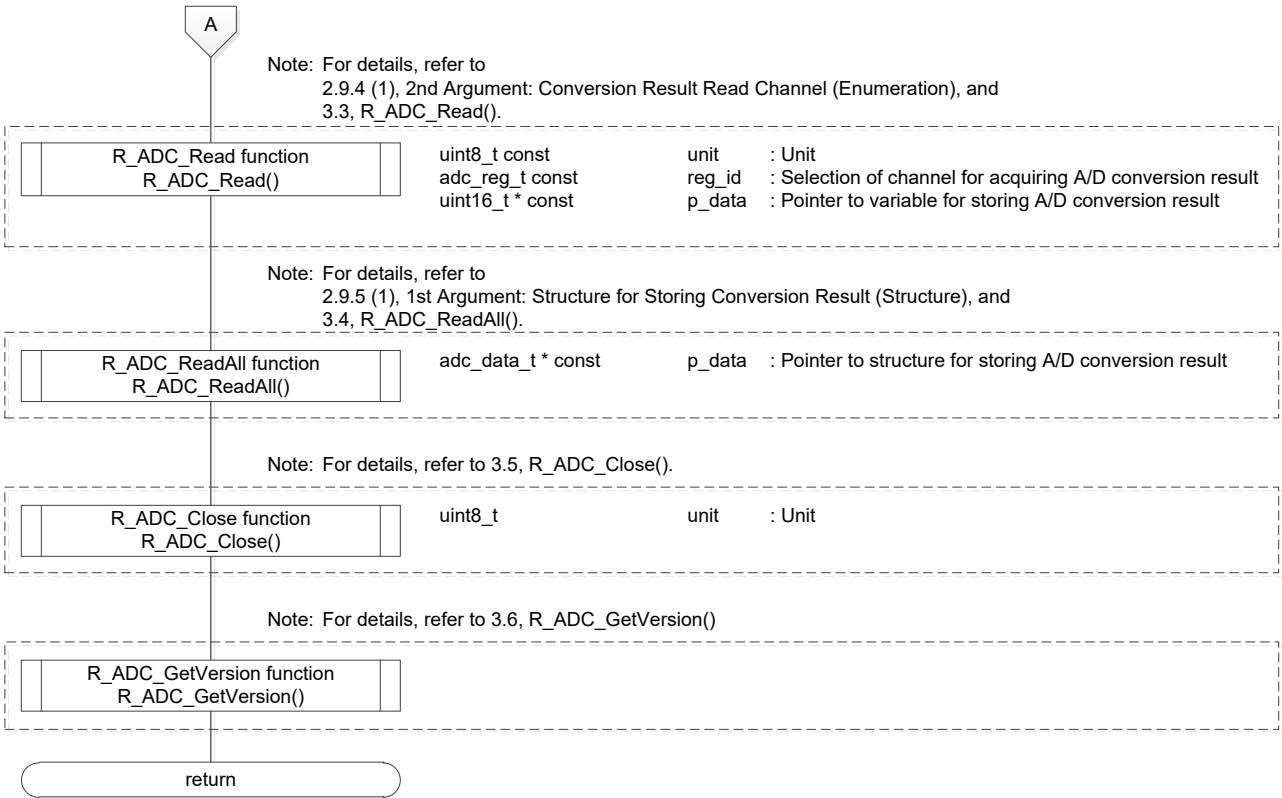 A
Note: For details, refer to
2.9.4 (1), 2nd Argument: Conversion Result Read Channel (Enumeration), and
3.3, R_ADC_Read().
R_ADC_Read function
R_ADC_Read()
uint8_t const unit : Unit
adc_reg_t const reg_id : Selection of channel for acquiring A/D conversion result
uint16_t * const p_data : Pointer to variable for storing A/D conversion result
Note: For details, refer to
2.9.5 (1), 1st Argument: Structure for Storing Conversion Result (Structure), and
3.4, R_ADC_ReadAll().
R_ADC_ReadAll function
R_ADC_ReadAll()
adc_data_t * const p_data : Pointer to structure for storing A/D conversion result
Note: For details, refer to 3.5, R_ADC_Close().
R_ADC_Close function
R_ADC_Close()
uint8_t unit : Unit
Note: For details, refer to 3.6, R_ADC_GetVersion()
R_ADC_GetVersion function
R_ADC_GetVersion()
return